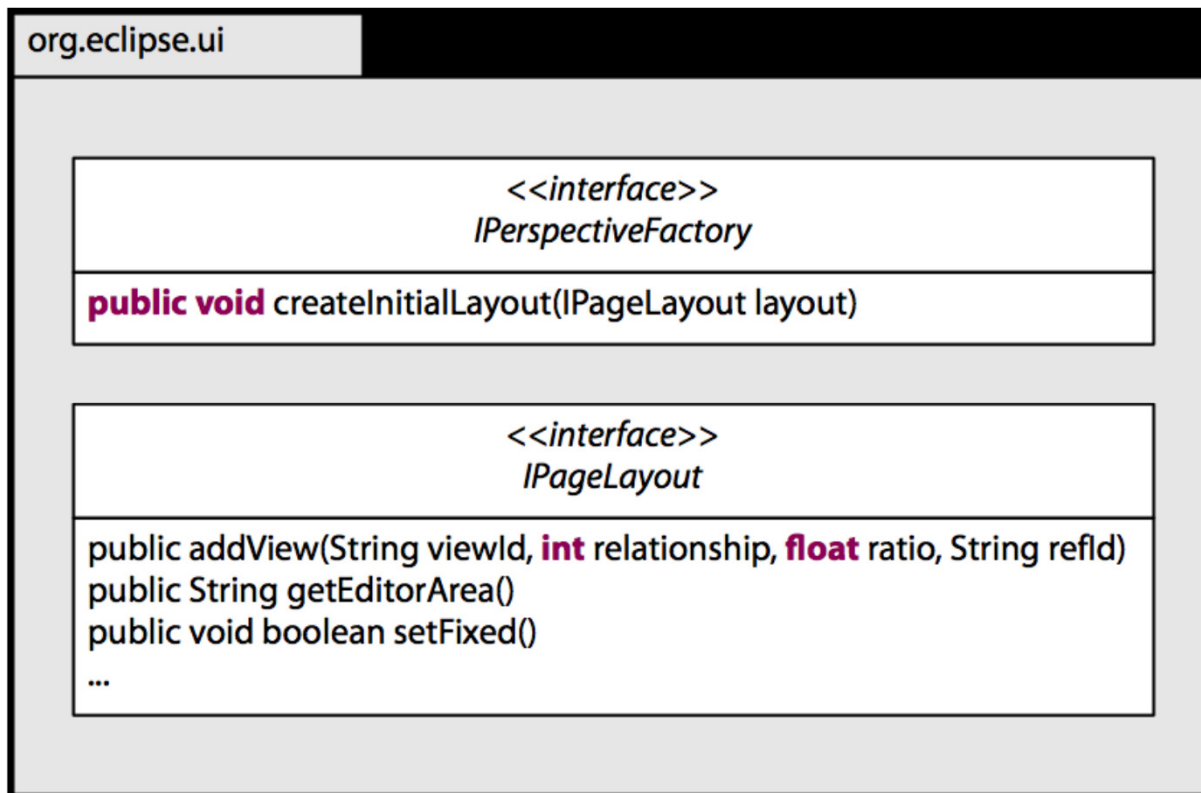 org.eclipse.ui
<<interface>>
IPerspectiveFactory
public void createInitialLayout(IPageLayout layout)
<<interface>>
IPageLayout
public addView(String viewId, int relationship, float ratio, String refId)
public String getEditorArea()
public void boolean setFixed()
...